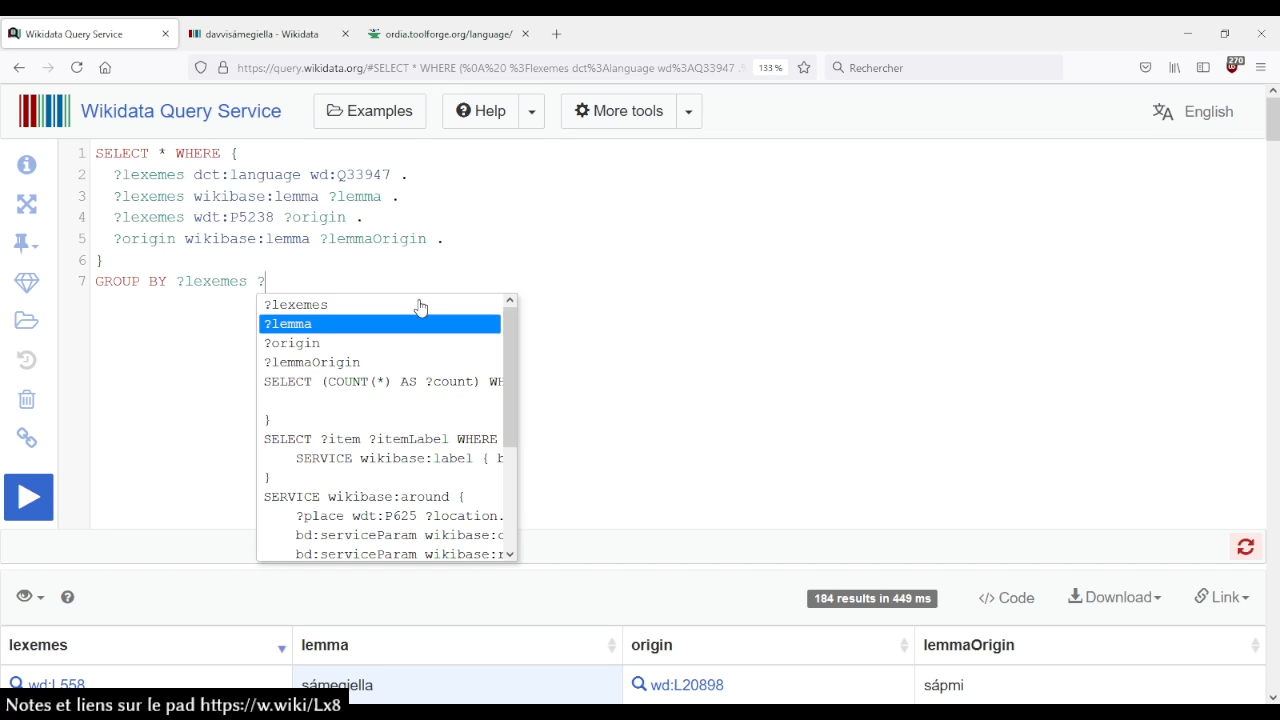 Wikidata Query Service
davvisámegiella - Wikidata
ordia.toolforge.org/language/
https://query.wikidata.org/#SELECT * WHERE {%0A%20 %3Flexemes dct%3Alanguage wd%3AQ33947 .
133 %
Rechercher
270
Wikidata Query Service
Examples
Help
More tools
English
1 SELECT * WHERE {
2 ?lexemes dct:language wd:Q33947 .
3 ?lexemes wikibase:lemma ?lemma .
4 ?lexemes wdt:P5238 ?origin .
5 ?origin wikibase:lemma ?lemmaOrigin .
6 }
7 GROUP BY ?lexemes ?
?lexemes
?lemma
?origin
?lemmaOrigin
SELECT (COUNT(*) AS ?count) WH
}
SELECT ?item ?itemLabel WHERE
SERVICE wikibase:label { b
}
SERVICE wikibase:around {
?place wdt:P625 ?location.
bd:serviceParam wikibase:c
bd:serviceParam wikibase:r
184 results in 449 ms
</> Code
Download
Link
lexemes lemma origin lemmaOrigin
wd:L558 sámegiella wd:L20898 sápmi
Notes et liens sur le pad https://w.wiki/Lx8